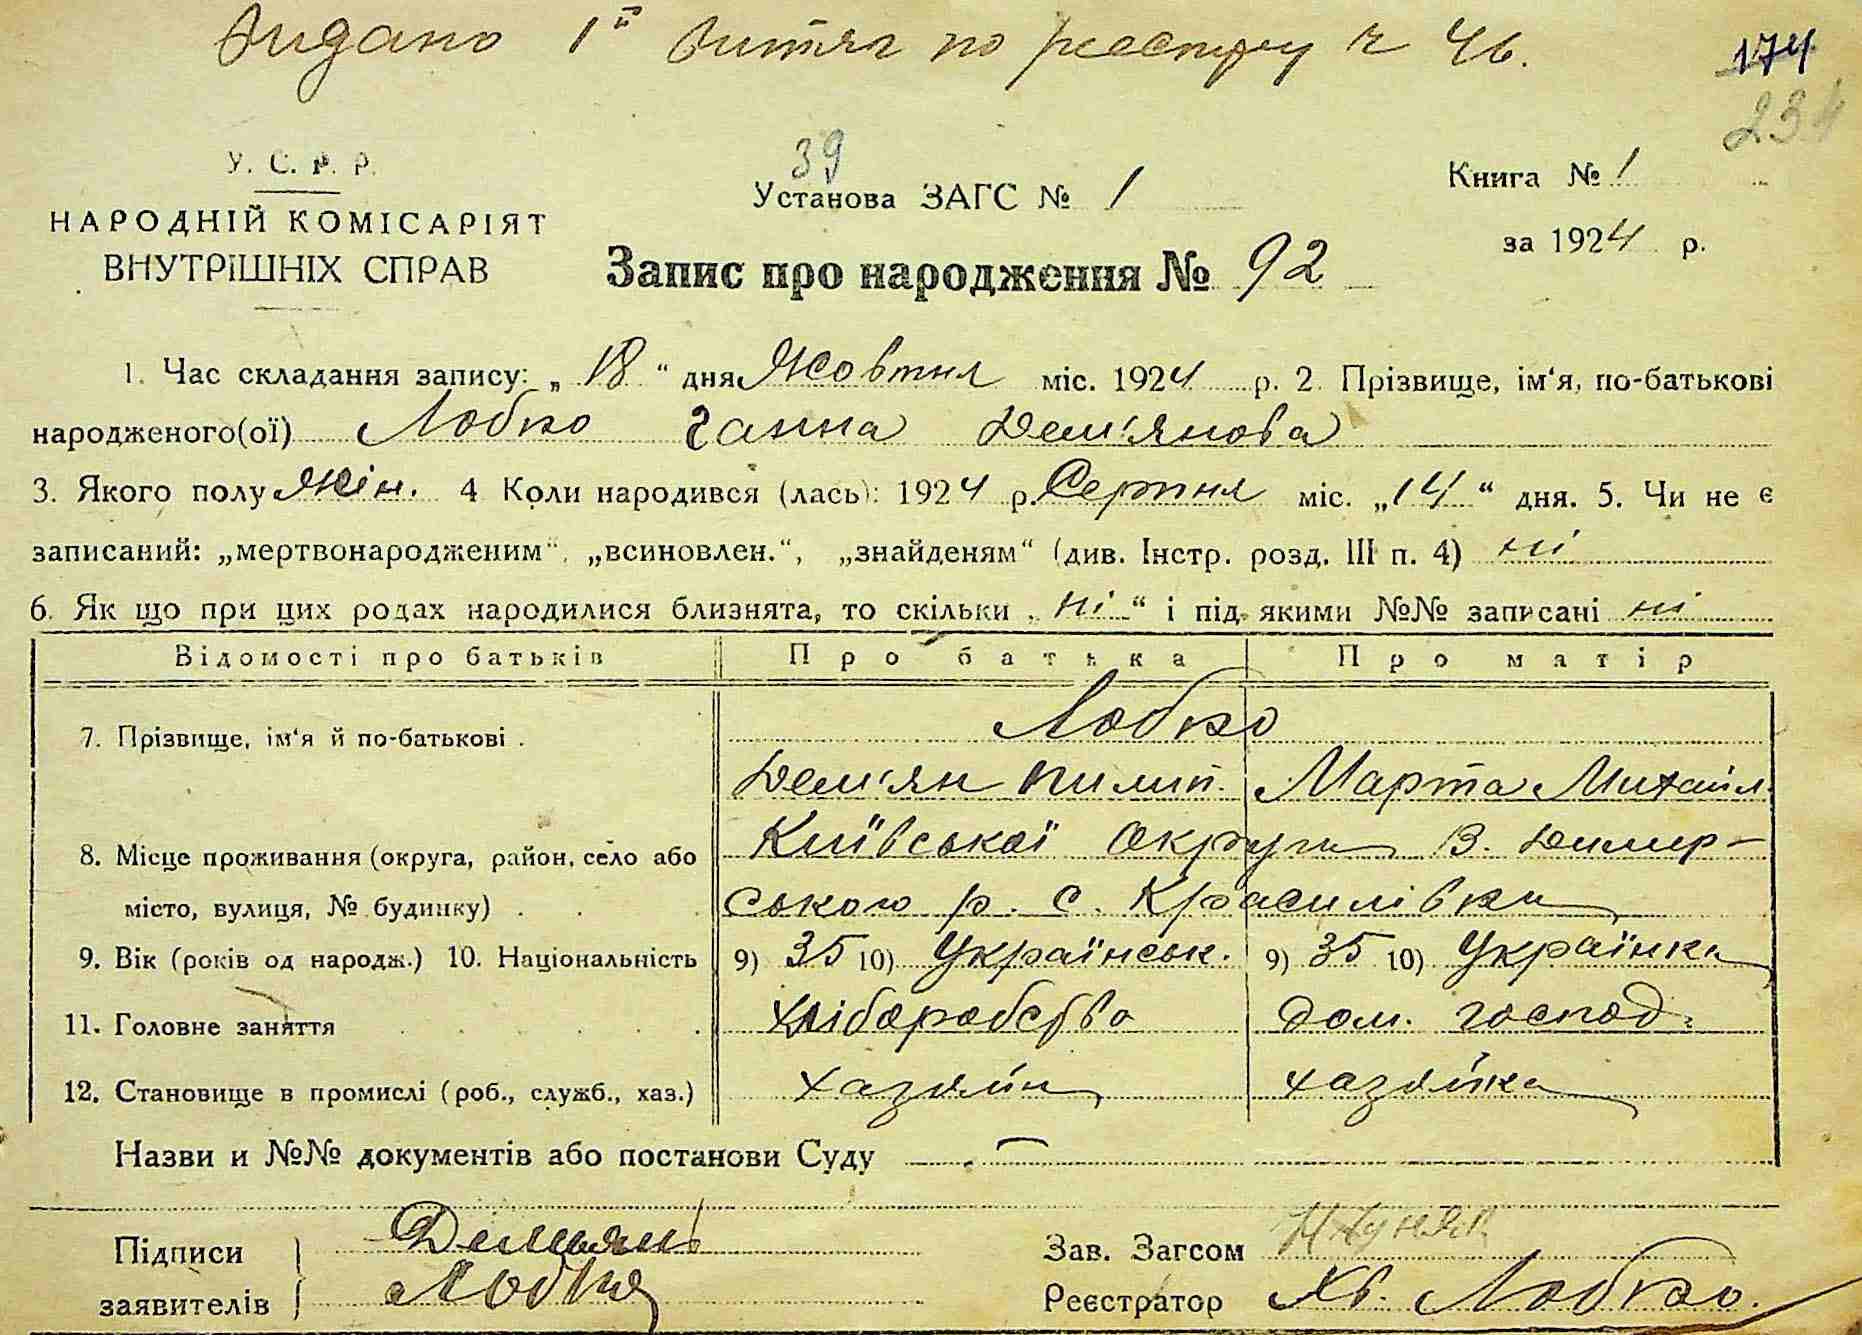 Видано 1й витяг по реєстру ч 46.
174
234
У. С. Р. Р.
НАРОДНІЙ КОМІСАРІЯТ
ВНУТРІШНІХ СПРАВ
39
Установа ЗАГС № 1
Книга № 1
за 1924 р.
Запис про народження № 92
1. Час складання запису: „18“ дня Жовтня міс. 1924 р. 2. Прізвище, ім'я, по-батькові
народженого(ої) Лобко Ганна Дем'янова
3. Якого полу жін. 4 Коли народився (лась): 1924 р. Серпня міс. „14“ дня. 5. Чи не є
записаний: „мертвонародженим“, „всиновлен.“, „знайденям“ (див. Інстр. розд. III п. 4) ні
6. Як що при цих родах народилися близнята, то скільки „ні“ і під якими №№ записані ні
Відомості про батьків Про батька Про матір
7. Прізвище, ім'я й по-батькові . Лобко
Дем'ян Пилип. Марта Михайл.
8. Місце проживання (округа, район, село або Київської Округи В. Димир-
місто, вулиця, № будинку) . ського р. с. Красилівки
9. Вік (років од народж.) 10. Національність 9) 35 10) Українськ. 9) 35 10) Українка
11. Головне заняття хліборобство дом. господ.
12. Становище в промислі (роб., служб., хаз.) хазяїн хазяйка
Назви и №№ документів або постанови Суду —
Підписи Демьянъ
заявителів Лобко
Зав. Загсом
Реєстратор Хв. Лобко.